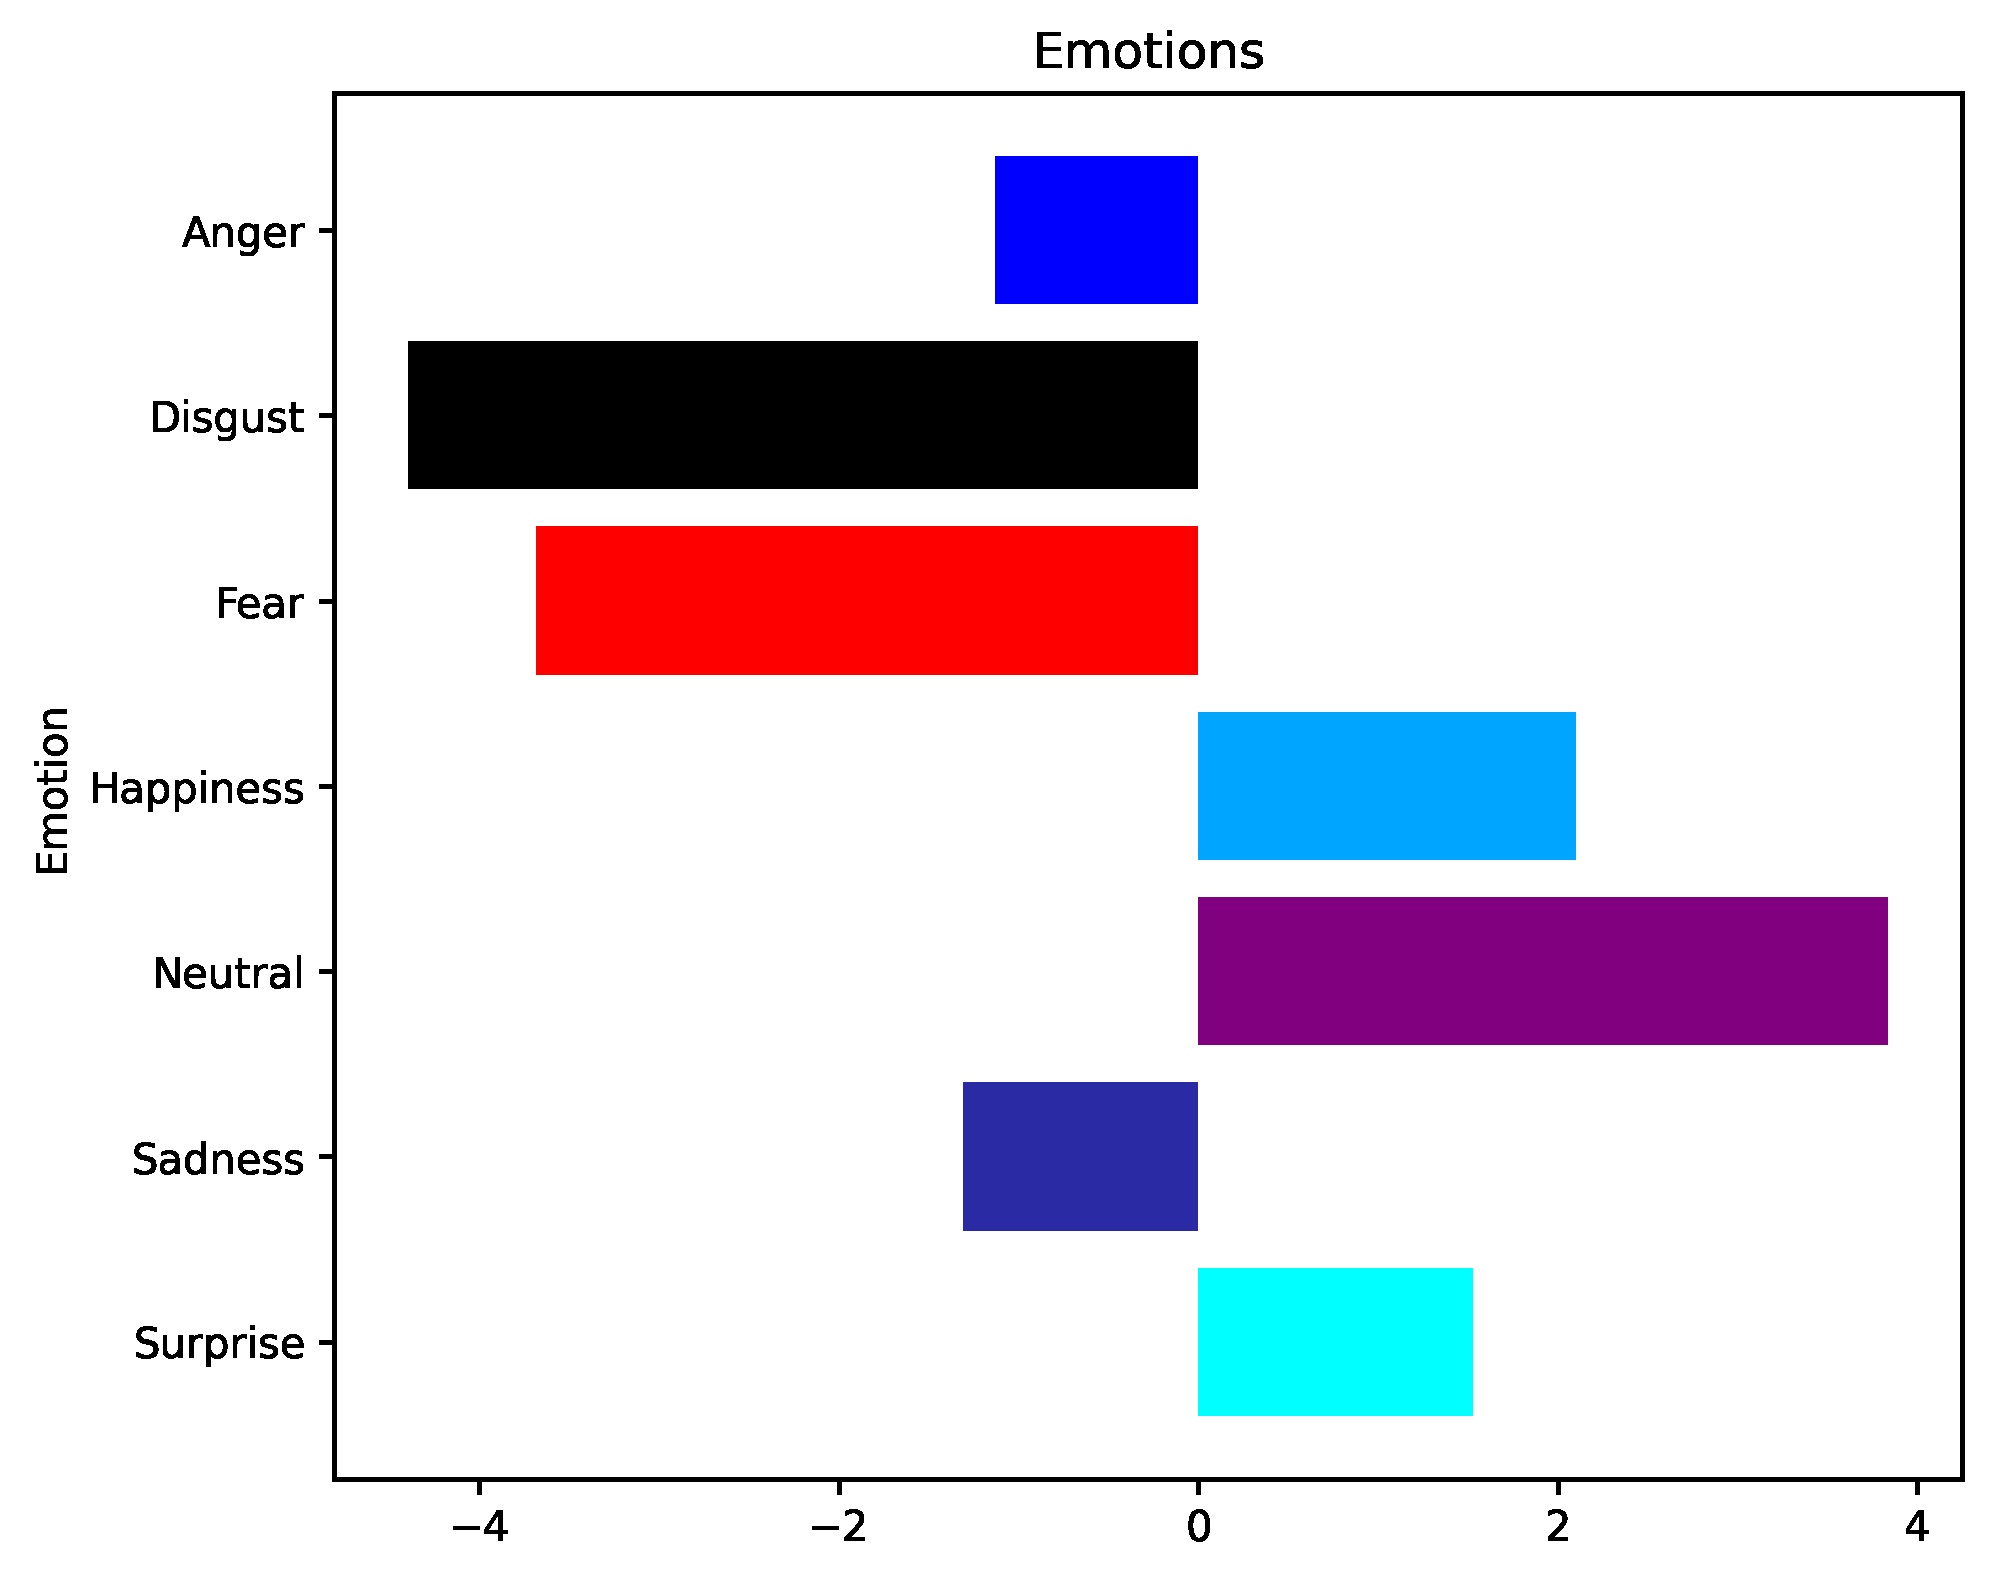 Emotions
Anger
Disgust
Fear
Happiness
Neutral
Sadness
Surprise
Emotion
−4 −2 0 2 4